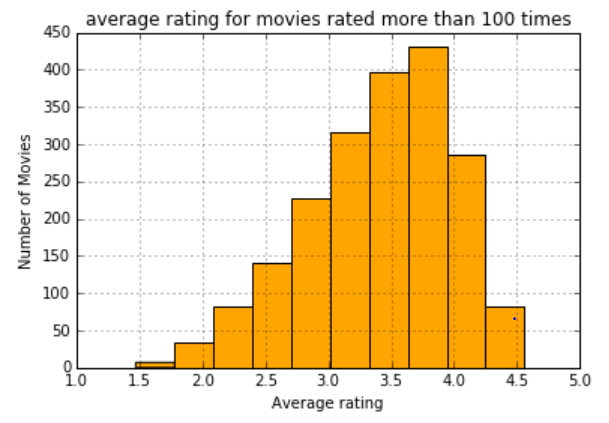 average rating for movies rated more than 100 times
450
400
350
300
250
200
150
100
50
0
Number of Movies
1.0 1.5 2.0 2.5 3.0 3.5 4.0 4.5 5.0
Average rating